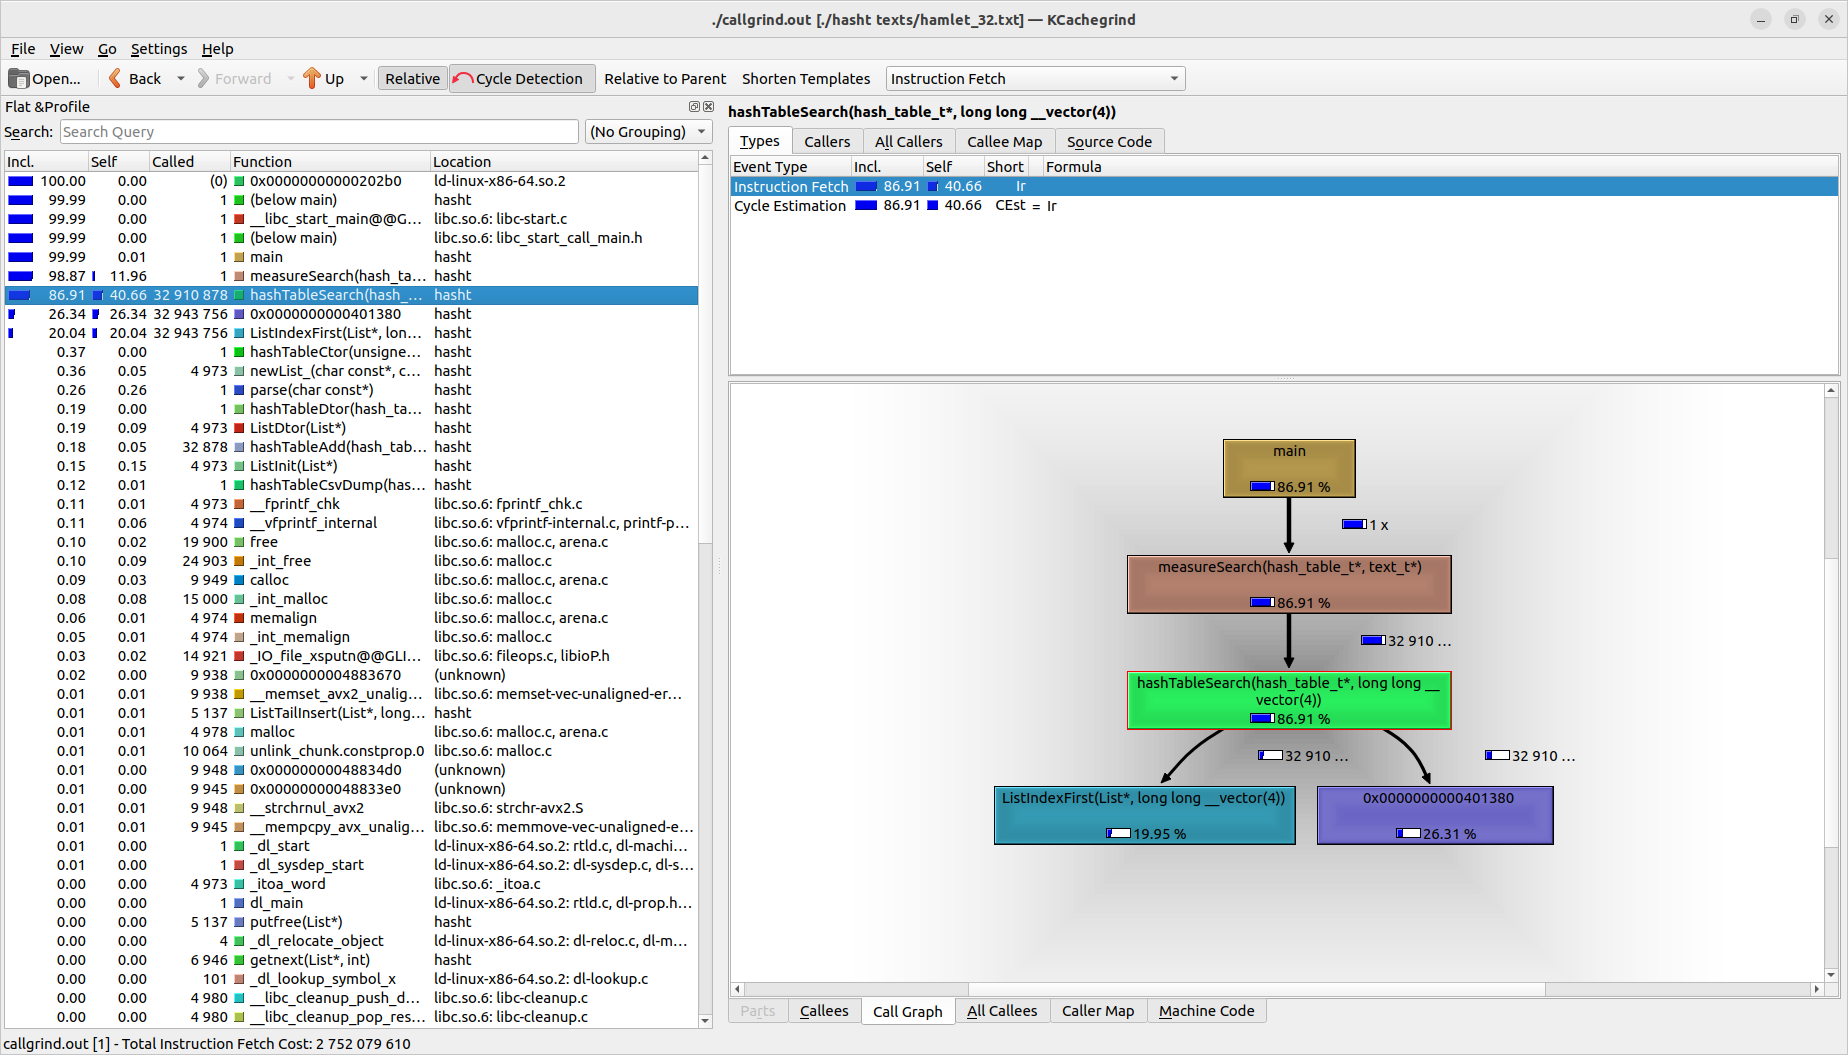 ./callgrind.out [./hasht texts/hamlet_32.txt] — KCachegrind
File View Go Settings Help
Open... Back Forward Up Relative Cycle Detection Relative to Parent Shorten Templates Instruction Fetch
Flat &Profile
Search: Search Query (No Grouping)
Incl. Self Called Function Location
100.00 0.00 (0) 0x00000000000202b0 ld-linux-x86-64.so.2
99.99 0.00 1 (below main) hasht
99.99 0.00 1 __libc_start_main@@G... libc.so.6: libc-start.c
99.99 0.00 1 (below main) libc.so.6: libc_start_call_main.h
99.99 0.01 1 main hasht
98.87 11.96 1 measureSearch(hash_ta... hasht
86.91 40.66 32 910 878 hashTableSearch(hash_... hasht
26.34 26.34 32 943 756 0x0000000000401380 hasht
20.04 20.04 32 943 756 ListIndexFirst(List*, lon... hasht
0.37 0.00 1 hashTableCtor(unsigne... hasht
0.36 0.05 4 973 newList_(char const*, c... hasht
0.26 0.26 1 parse(char const*) hasht
0.19 0.00 1 hashTableDtor(hash_ta... hasht
0.19 0.09 4 973 ListDtor(List*) hasht
0.18 0.05 32 878 hashTableAdd(hash_tab... hasht
0.15 0.15 4 973 ListInit(List*) hasht
0.12 0.01 1 hashTableCsvDump(has... hasht
0.11 0.01 4 973 __fprintf_chk libc.so.6: fprintf_chk.c
0.11 0.06 4 974 __vfprintf_internal libc.so.6: vfprintf-internal.c, printf-p...
0.10 0.02 19 900 free libc.so.6: malloc.c, arena.c
0.10 0.09 24 903 _int_free libc.so.6: malloc.c
0.09 0.03 9 949 calloc libc.so.6: malloc.c, arena.c
0.08 0.08 15 000 _int_malloc libc.so.6: malloc.c
0.06 0.01 4 974 memalign libc.so.6: malloc.c, arena.c
0.05 0.01 4 974 _int_memalign libc.so.6: malloc.c
0.03 0.02 14 921 _IO_file_xsputn@@GLI... libc.so.6: fileops.c, libioP.h
0.02 0.00 9 938 0x0000000004883670 (unknown)
0.01 0.01 9 938 __memset_avx2_unalig... libc.so.6: memset-vec-unaligned-er...
0.01 0.01 5 137 ListTailInsert(List*, long... hasht
0.01 0.01 4 978 malloc libc.so.6: malloc.c, arena.c
0.01 0.01 10 064 unlink_chunk.constprop.0 libc.so.6: malloc.c
0.01 0.00 9 948 0x00000000048834d0 (unknown)
0.01 0.00 9 945 0x00000000048833e0 (unknown)
0.01 0.01 9 948 __strchrnul_avx2 libc.so.6: strchr-avx2.S
0.01 0.01 9 945 __mempcpy_avx_unalig... libc.so.6: memmove-vec-unaligned-e...
0.01 0.00 1 _dl_start ld-linux-x86-64.so.2: rtld.c, dl-machi...
0.01 0.00 1 _dl_sysdep_start ld-linux-x86-64.so.2: dl-sysdep.c, dl-s...
0.00 0.00 4 973 _itoa_word libc.so.6: _itoa.c
0.00 0.00 1 dl_main ld-linux-x86-64.so.2: rtld.c, dl-prop.h...
0.00 0.00 5 137 putfree(List*) hasht
0.00 0.00 4 _dl_relocate_object ld-linux-x86-64.so.2: dl-reloc.c, dl-m...
0.00 0.00 6 946 getnext(List*, int) hasht
0.00 0.00 101 _dl_lookup_symbol_x ld-linux-x86-64.so.2: dl-lookup.c
0.00 0.00 4 980 __libc_cleanup_push_d... libc.so.6: libc-cleanup.c
0.00 0.00 4 980 __libc_cleanup_pop_res... libc.so.6: libc-cleanup.c
hashTableSearch(hash_table_t*, long long __vector(4))
Types Callers All Callers Callee Map Source Code
Event Type Incl. Self Short Formula
Instruction Fetch 86.91 40.66 Ir
Cycle Estimation 86.91 40.66 CEst = Ir
main
86.91 %
1 x
measureSearch(hash_table_t*, text_t*)
86.91 %
32 910 ...
hashTableSearch(hash_table_t*, long long __
vector(4))
86.91 %
32 910 ... 32 910 ...
ListIndexFirst(List*, long long __vector(4)) 0x0000000000401380
19.95 % 26.31 %
Parts Callees Call Graph All Callees Caller Map Machine Code
callgrind.out [1] - Total Instruction Fetch Cost: 2 752 079 610